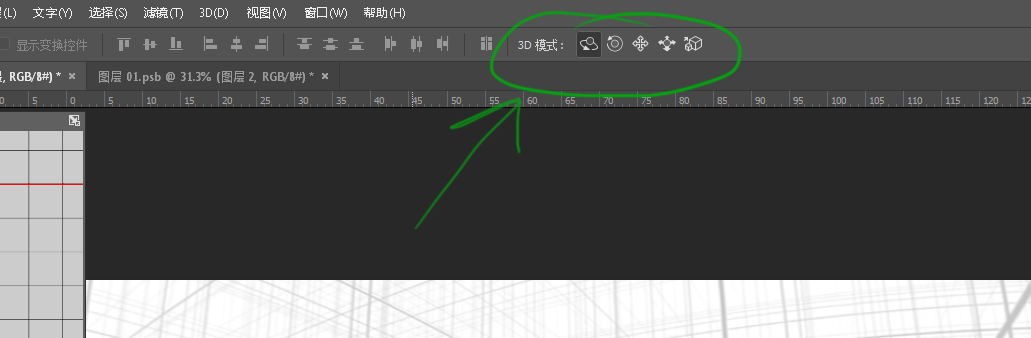 (L) 文字(Y) 选择(S) 滤镜(T) 3D(D) 视图(V) 窗口(W) 帮助(H)
显示变换控件 3D 模式：
, RGB/8#) * × 图层 01.psb @ 31.3% (图层 2, RGB/8#) * ×
0 5 0 5 10 15 20 25 30 35 40 45 50 55 60 65 70 75 80 85 90 95 100 105 110 115 120 12